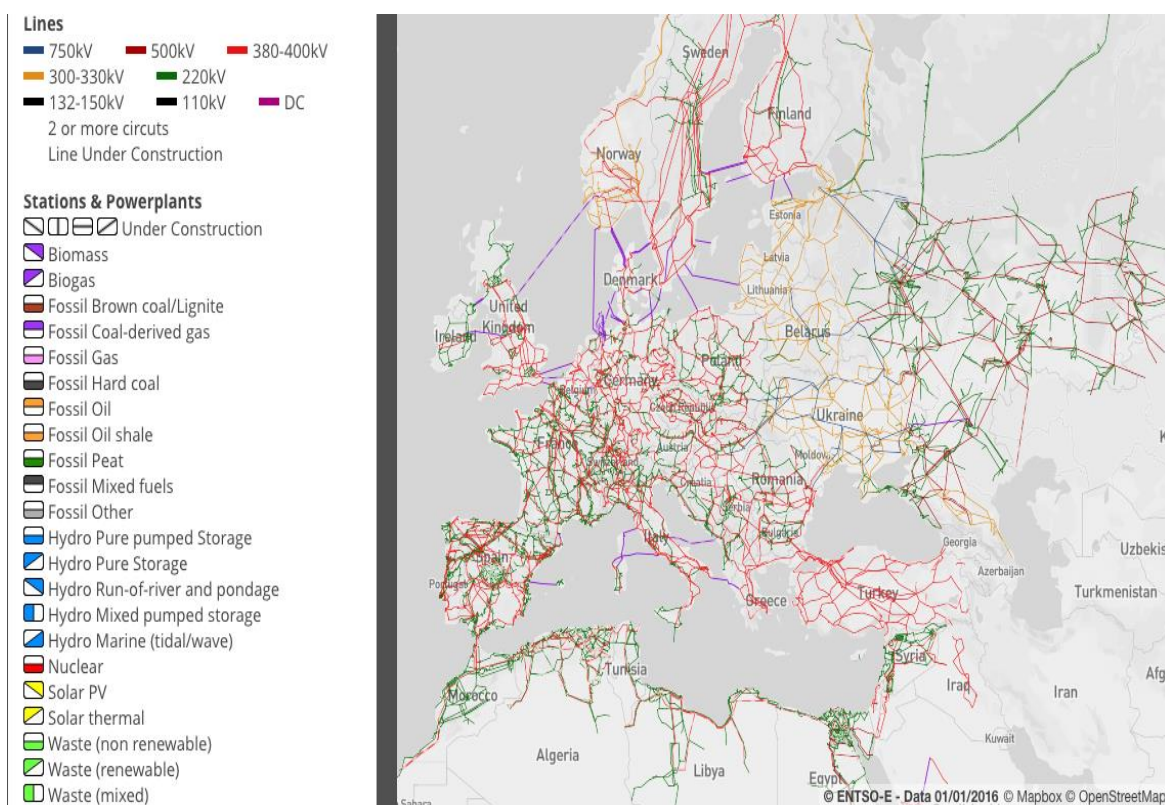 Lines
750kV 500kV 380-400kV
300-330kV 220kV
132-150kV 110kV DC
2 or more circuts
Line Under Construction
Stations & Powerplants
Under Construction
Biomass
Biogas
Fossil Brown coal/Lignite
Fossil Coal-derived gas
Fossil Gas
Fossil Hard coal
Fossil Oil
Fossil Oil shale
Fossil Peat
Fossil Mixed fuels
Fossil Other
Hydro Pure pumped Storage
Hydro Pure Storage
Hydro Run-of-river and pondage
Hydro Mixed pumped storage
Hydro Marine (tidal/wave)
Nuclear
Solar PV
Solar thermal
Waste (non renewable)
Waste (renewable)
Waste (mixed)
Sweden
Finland
Norway
Estonia
Latvia
Denmark
Lithuania
United
Kingdom
Ireland
Belarus
Poland
Germany
Belgium
Czech Republic
Ukraine
France
Austria
Switzerland
Moldov
Croatia
Romania
Serbia
Italy
Bulgaria
Georgia
Uzbekis
Azerbaijan
Spain
Portugal
Turkmenistan
Greece
Turkey
Syria
Afg
Tunisia
Iraq
Iran
Morocco
Kuwait
Algeria
Libya
Egypt
Sahara
© ENTSO-E - Data 01/01/2016 © Mapbox © OpenStreetMap